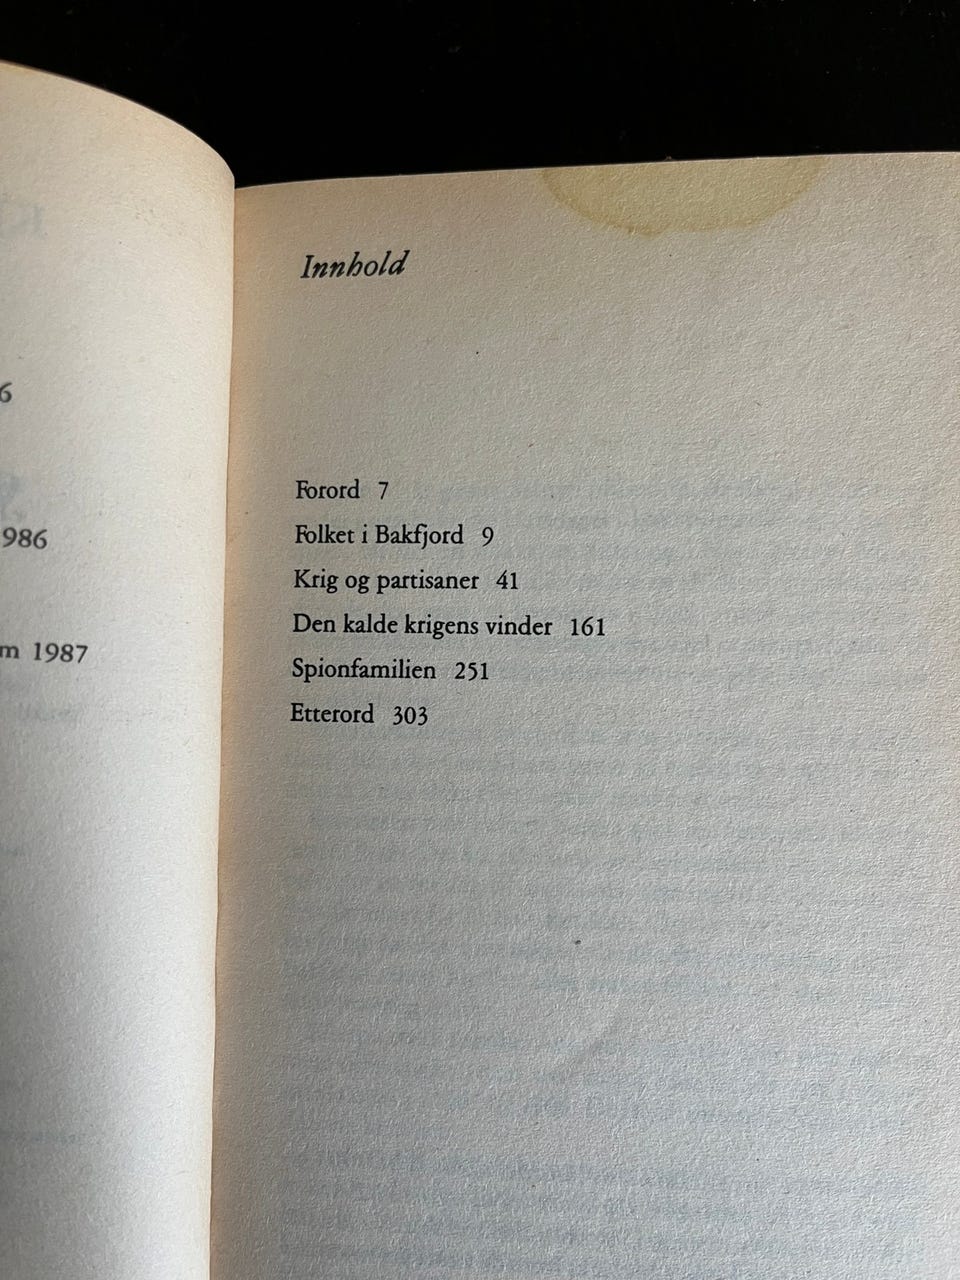 6
986
m 1987
Innhold
Forord 7
Folket i Bakfjord 9
Krig og partisaner 41
Den kalde krigens vinder 161
Spionfamilien 251
Etterord 303